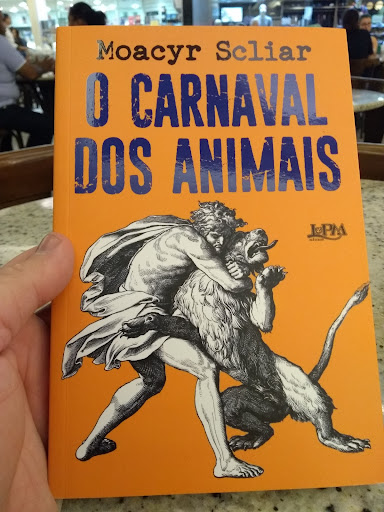 Moacyr Scliar
O CARNAVAL
DOS ANIMAIS
L&PM